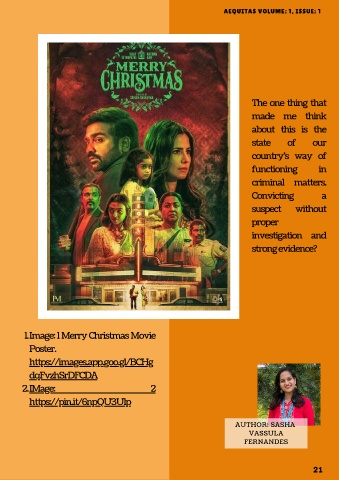 AEQUITAS VOLUME: 1, ISSUE: 1
MERRY
CHRISTMAS
The one thing that
made me think
about this is the
state of our
country's way of
functioning in
criminal matters.
Convicting a
suspect without
proper
investigation and
strong evidence?
1. Image: 1 Merry Christmas Movie
Poster.
https://images.app.goo.gl/BCHg
dqFvzhSrDFCDA
2. IMage: 2
https://pin.it/6npQU3U1p
AUTHOR: SASHA
VASSULA
FERNANDES
21